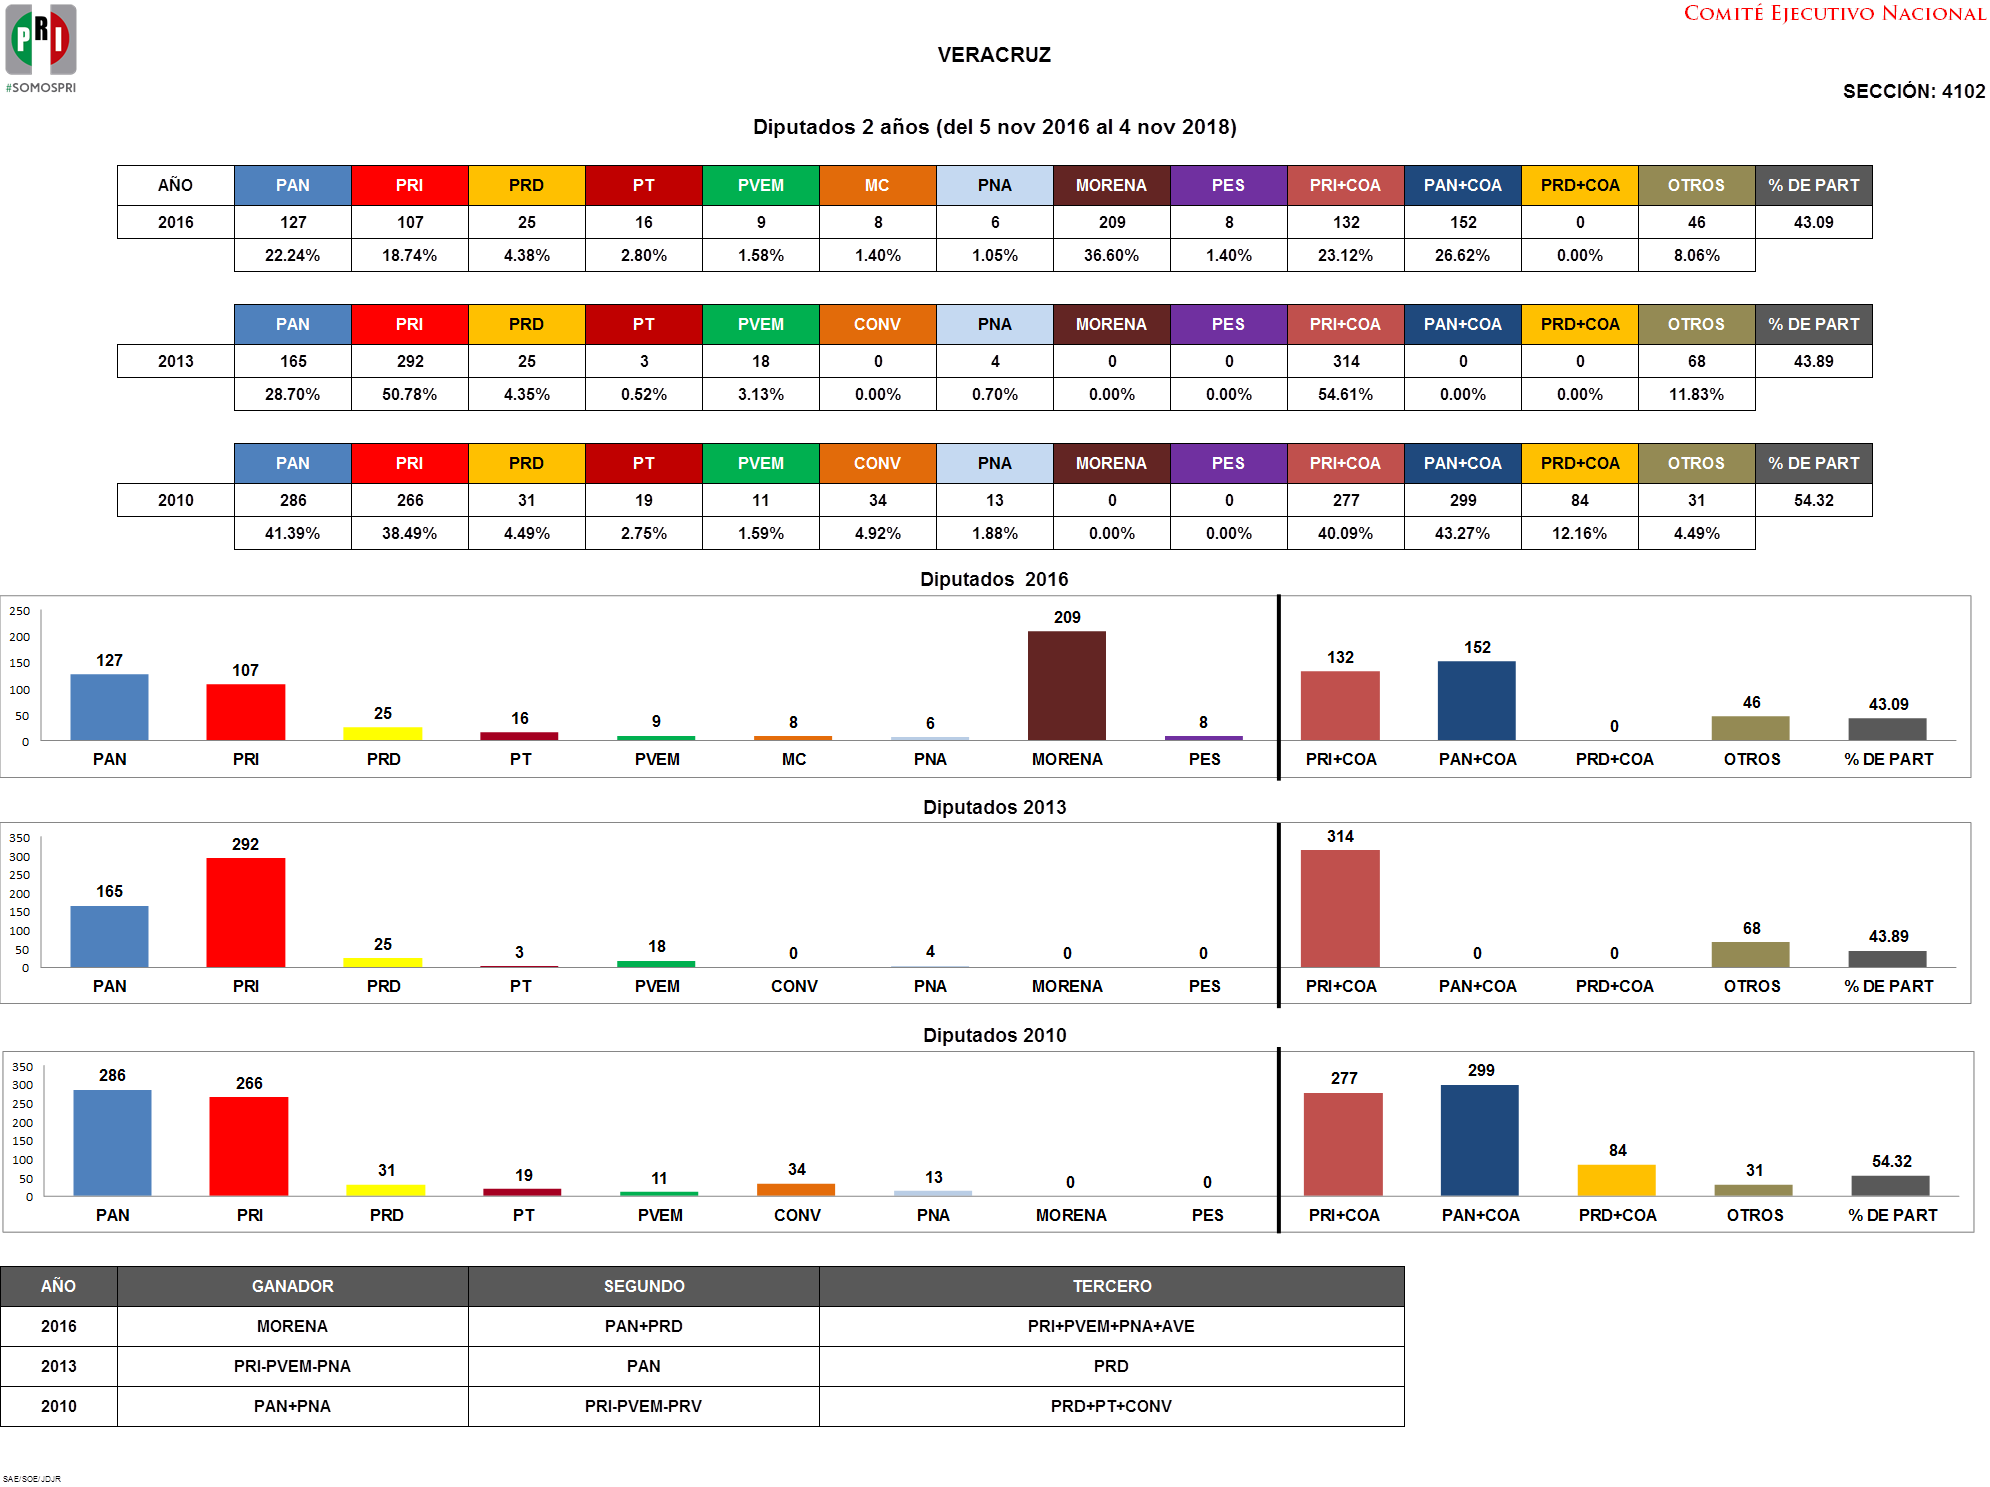 PRI
#SOMOSPRI
COMITÉ EJECUTIVO NACIONAL
VERACRUZ
SECCIÓN: 4102
Diputados 2 años (del 5 nov 2016 al 4 nov 2018)
AÑO PAN PRI PRD PT PVEM MC PNA MORENA PES PRI+COA PAN+COA PRD+COA OTROS % DE PART
2016 127 107 25 16 9 8 6 209 8 132 152 0 46 43.09
22.24% 18.74% 4.38% 2.80% 1.58% 1.40% 1.05% 36.60% 1.40% 23.12% 26.62% 0.00% 8.06%
PAN PRI PRD PT PVEM CONV PNA MORENA PES PRI+COA PAN+COA PRD+COA OTROS % DE PART
2013 165 292 25 3 18 0 4 0 0 314 0 0 68 43.89
28.70% 50.78% 4.35% 0.52% 3.13% 0.00% 0.70% 0.00% 0.00% 54.61% 0.00% 0.00% 11.83%
PAN PRI PRD PT PVEM CONV PNA MORENA PES PRI+COA PAN+COA PRD+COA OTROS % DE PART
2010 286 266 31 19 11 34 13 0 0 277 299 84 31 54.32
41.39% 38.49% 4.49% 2.75% 1.59% 4.92% 1.88% 0.00% 0.00% 40.09% 43.27% 12.16% 4.49%
Diputados 2016
250
200
150
100
50
0
127 107 25 16 9 8 6 209 8 132 152 0 46 43.09
PAN PRI PRD PT PVEM MC PNA MORENA PES PRI+COA PAN+COA PRD+COA OTROS % DE PART
Diputados 2013
350
300
250
200
150
100
50
0
165 292 25 3 18 0 4 0 0 314 0 0 68 43.89
PAN PRI PRD PT PVEM CONV PNA MORENA PES PRI+COA PAN+COA PRD+COA OTROS % DE PART
Diputados 2010
350
300
250
200
150
100
50
0
286 266 31 19 11 34 13 0 0 277 299 84 31 54.32
PAN PRI PRD PT PVEM CONV PNA MORENA PES PRI+COA PAN+COA PRD+COA OTROS % DE PART
AÑO GANADOR SEGUNDO TERCERO
2016 MORENA PAN+PRD PRI+PVEM+PNA+AVE
2013 PRI-PVEM-PNA PAN PRD
2010 PAN+PNA PRI-PVEM-PRV PRD+PT+CONV
SAE/SOE/JDJR